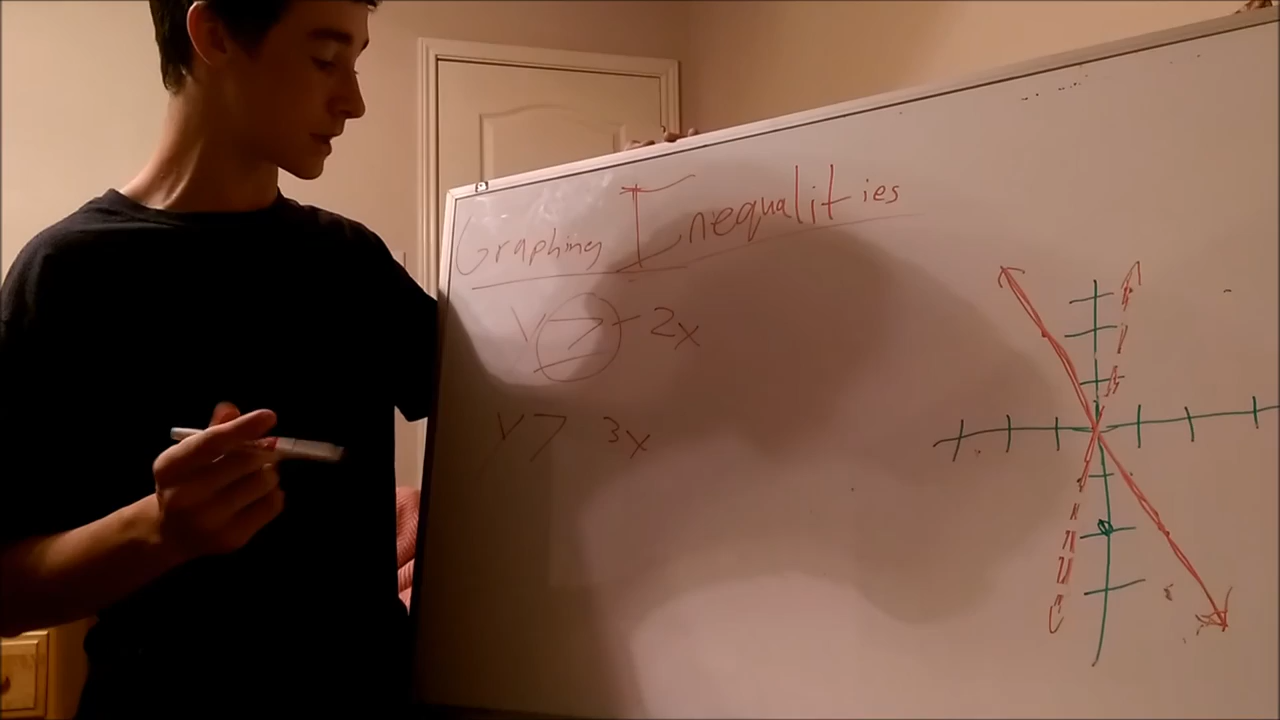 Graphing Inequalities
y ≥ -2x
y > 3x